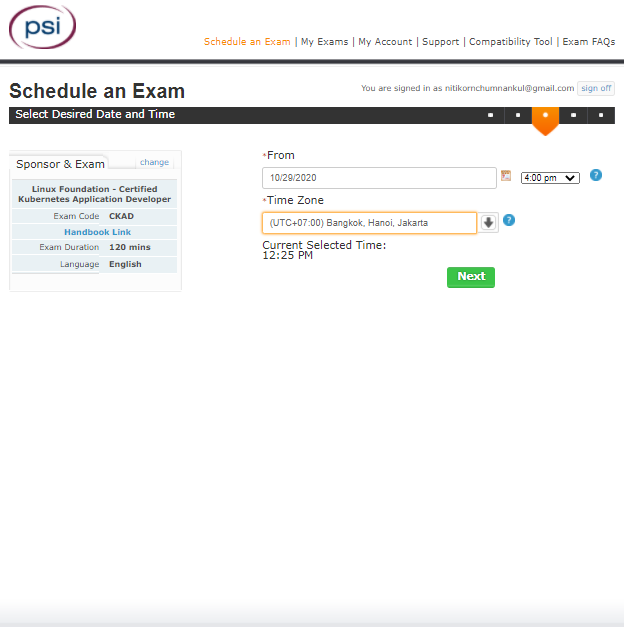 psi
Schedule an Exam | My Exams | My Account | Support | Compatibility Tool | Exam FAQs
Schedule an Exam
You are signed in as nitikornchumnankul@gmail.com sign off
Select Desired Date and Time
Sponsor & Exam change
Linux Foundation - Certified
Kubernetes Application Developer
Exam Code CKAD
Handbook Link
Exam Duration 120 mins
Language English
*From
10/29/2020 4:00 pm ?
*Time Zone
(UTC+07:00) Bangkok, Hanoi, Jakarta ?
Current Selected Time:
12:25 PM
Next